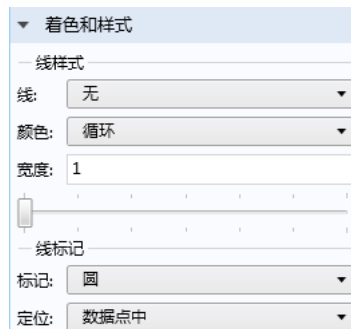 着色和样式
线样式
线: 无
颜色: 循环
宽度: 1
线标记
标记: 圆
定位: 数据点中